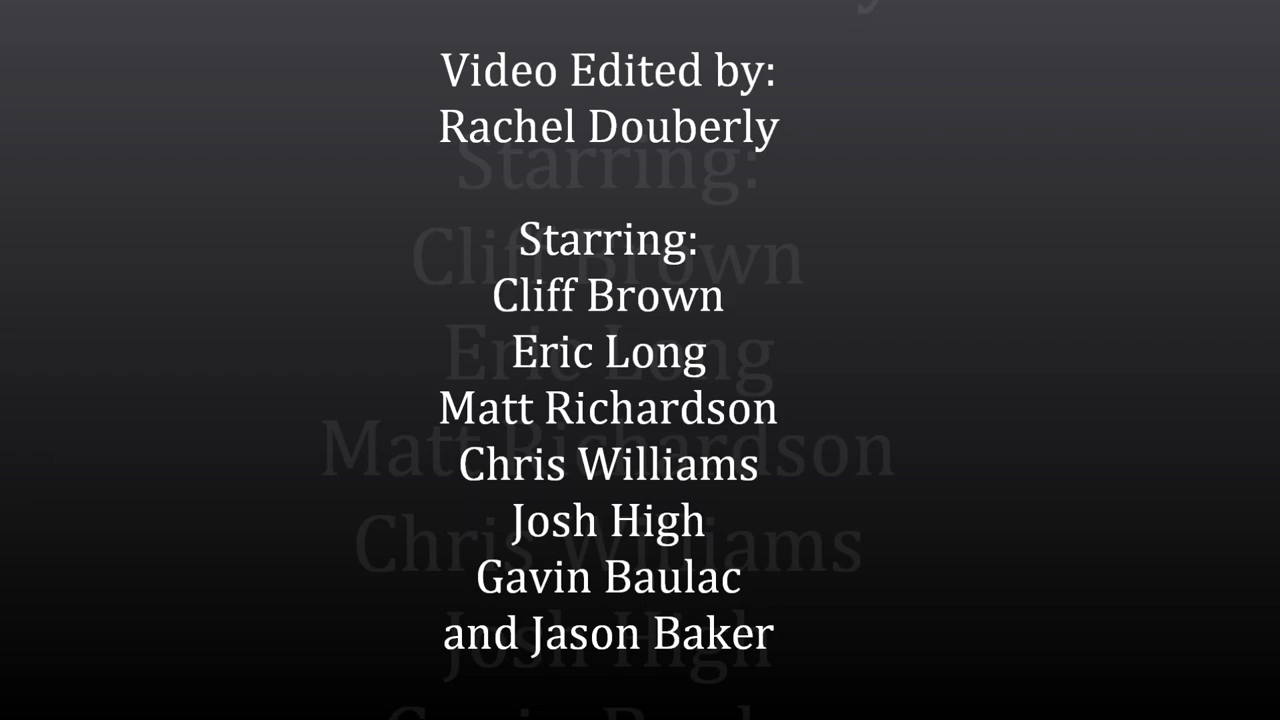 Video Edited by:
Rachel Douberly
Starring:
Cliff Brown
Eric Long
Matt Richardson
Chris Williams
Josh High
Gavin Baulac
and Jason Baker